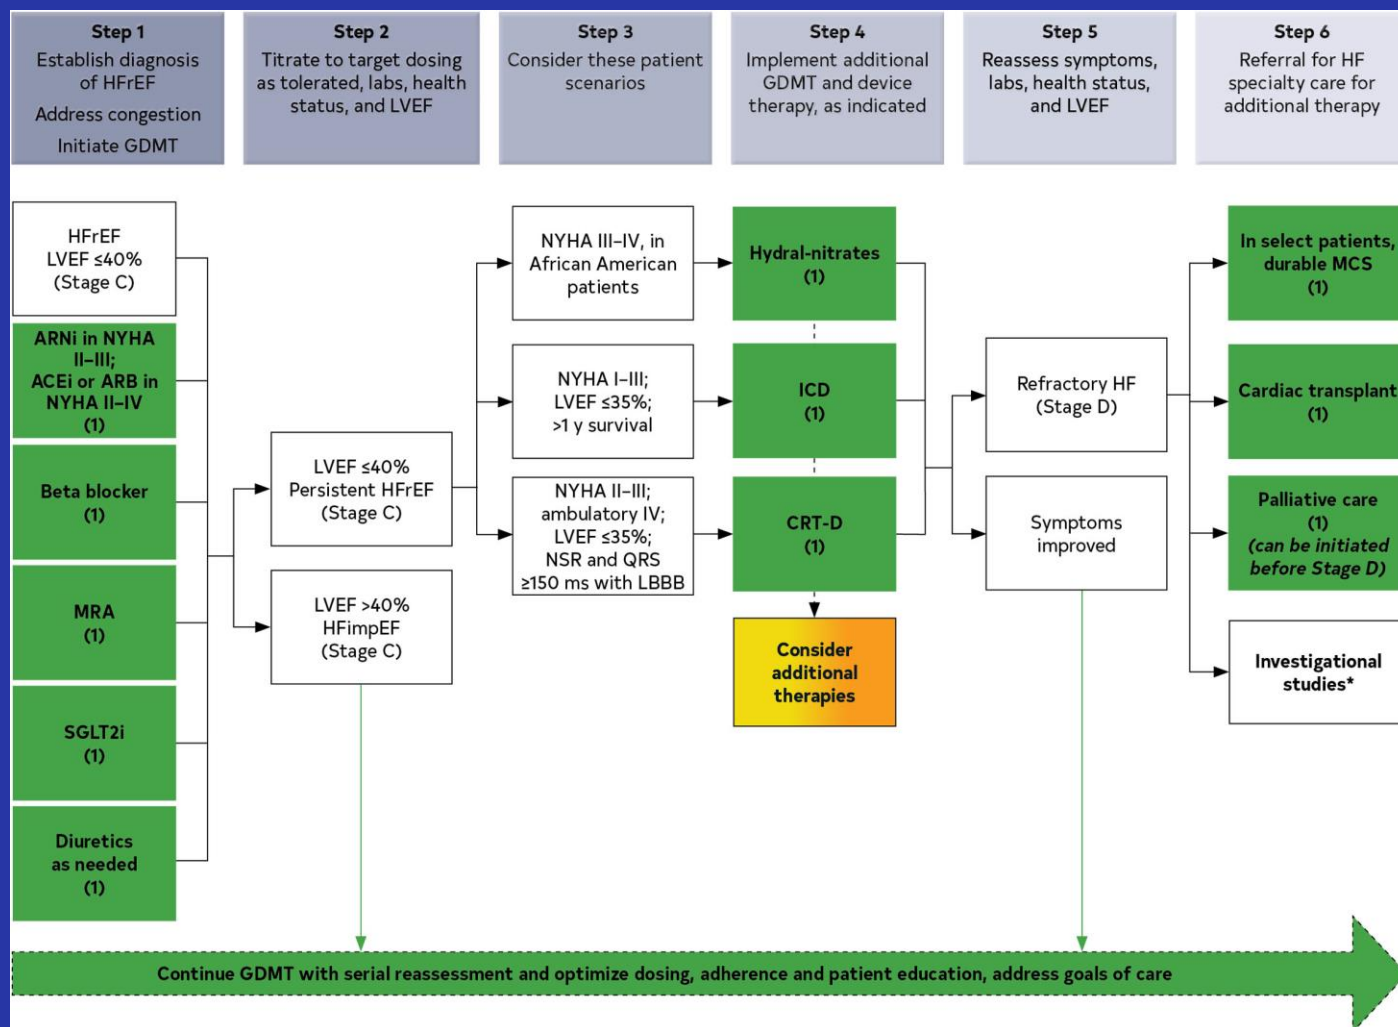 Step 1
Establish diagnosis
of HFrEF
Address congestion
Initiate GDMT
Step 2
Titrate to target dosing
as tolerated, labs, health
status, and LVEF
Step 3
Consider these patient
scenarios
Step 4
Implement additional
GDMT and device
therapy, as indicated
Step 5
Reassess symptoms,
labs, health status,
and LVEF
Step 6
Referral for HF
specialty care for
additional therapy
HFrEF
LVEF ≤40%
(Stage C)
ARNi in NYHA
II–III;
ACEi or ARB in
NYHA II–IV
(1)
Beta blocker
(1)
MRA
(1)
SGLT2i
(1)
Diuretics
as needed
(1)
LVEF ≤40%
Persistent HFrEF
(Stage C)
LVEF >40%
HFimpEF
(Stage C)
NYHA III–IV, in
African American
patients
NYHA I–III;
LVEF ≤35%;
>1 y survival
NYHA II–III;
ambulatory IV;
LVEF ≤35%;
NSR and QRS
≥150 ms with LBBB
Hydral-nitrates
(1)
ICD
(1)
CRT-D
(1)
Consider
additional
therapies
Refractory HF
(Stage D)
Symptoms
improved
In select patients,
durable MCS
(1)
Cardiac transplant
(1)
Palliative care
(1)
(can be initiated
before Stage D)
Investigational
studies*
Continue GDMT with serial reassessment and optimize dosing, adherence and patient education, address goals of care